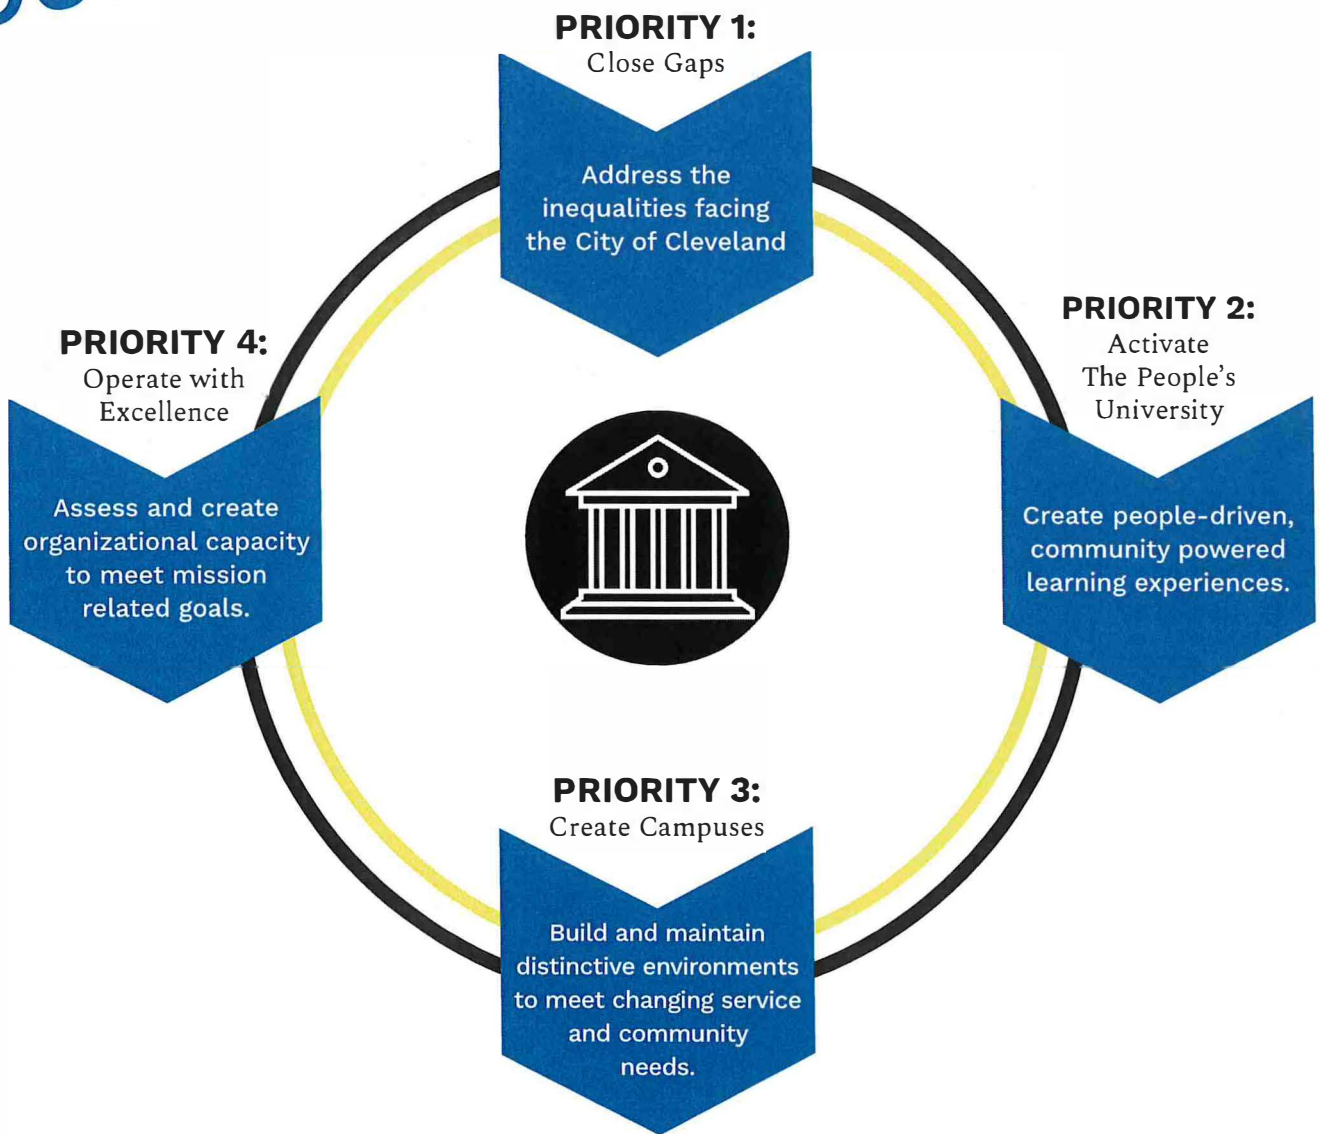 PRIORITY 1:
Close Gaps
Address the
inequalities facing
the City of Cleveland
PRIORITY 2:
Activate
The People's
University
Create people-driven,
community powered
learning experiences.
PRIORITY 3:
Create Campuses
Build and maintain
distinctive environments
to meet changing service
and community
needs.
PRIORITY 4:
Operate with
Excellence
Assess and create
organizational capacity
to meet mission
related goals.